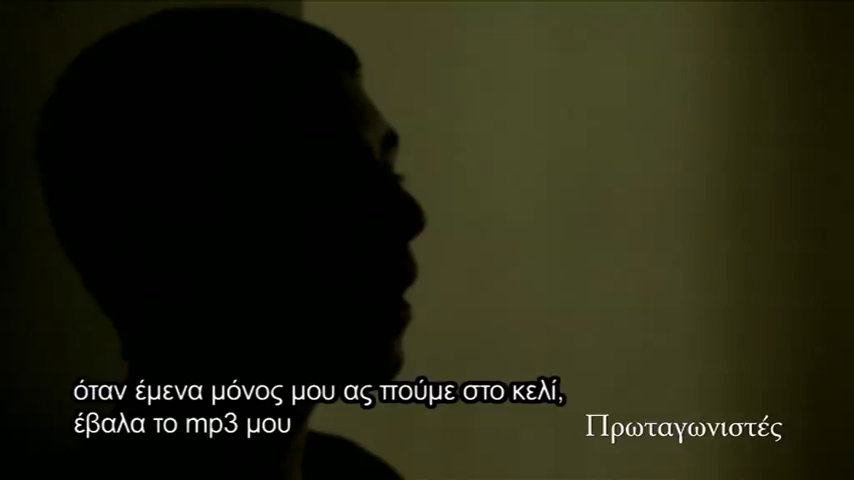 όταν έμενα μόνος μου ας πούμε στο κελί,
έβαλα το mp3 μου
Πρωταγωνιστές